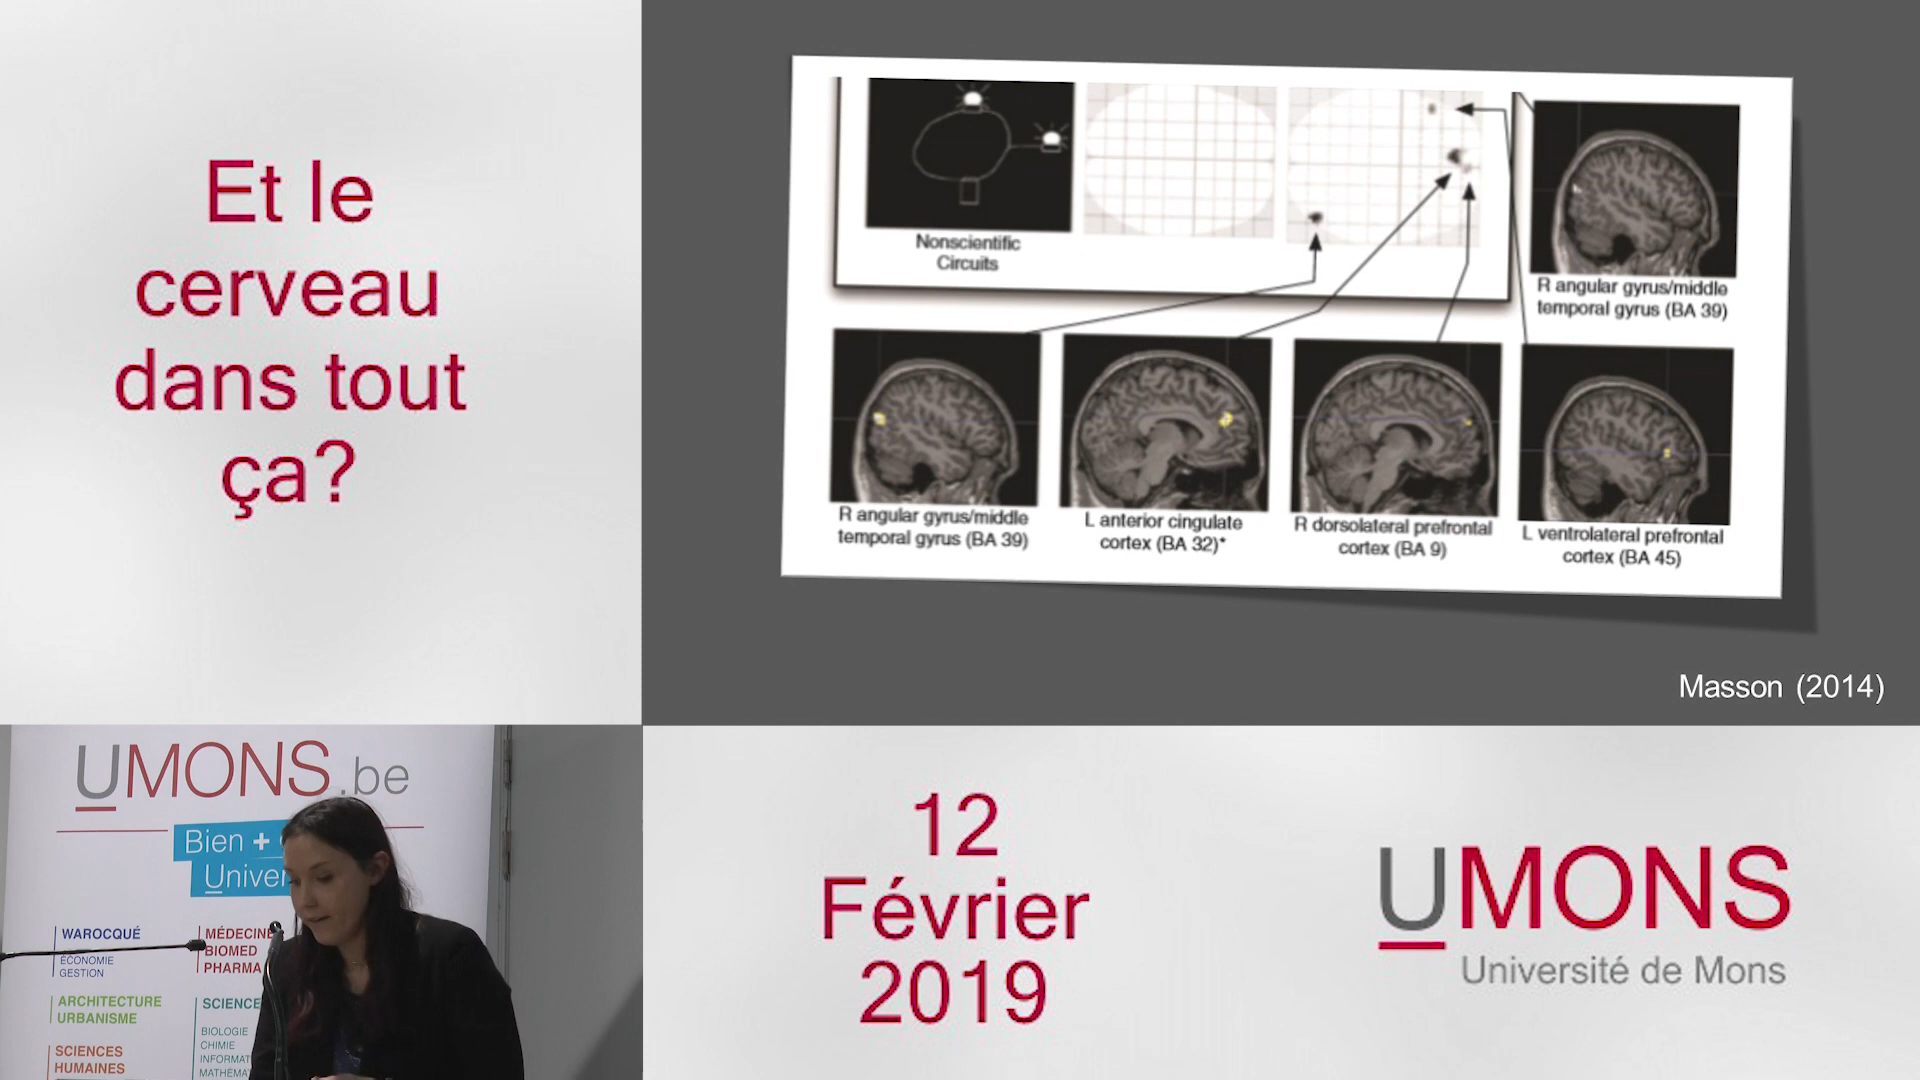 Et le
cerveau
dans tout
ça?
Nonscientific
Circuits
R angular gyrus/middle
temporal gyrus (BA 39)
R angular gyrus/middle
temporal gyrus (BA 39)
L anterior cingulate
cortex (BA 32)*
R dorsolateral prefrontal
cortex (BA 9)
L ventrolateral prefrontal
cortex (BA 45)
Masson (2014)
UMONS.be
Bien +
Univer
WAROCQUÉ
ÉCONOMIE
GESTION
ARCHITECTURE
URBANISME
SCIENCES
HUMAINES
MÉDECINE
BIOMED
PHARMA
SCIENCE
BIOLOGIE
CHIMIE
INFORMAT
MATHÉMA
12
Février
2019
UMONS
Université de Mons